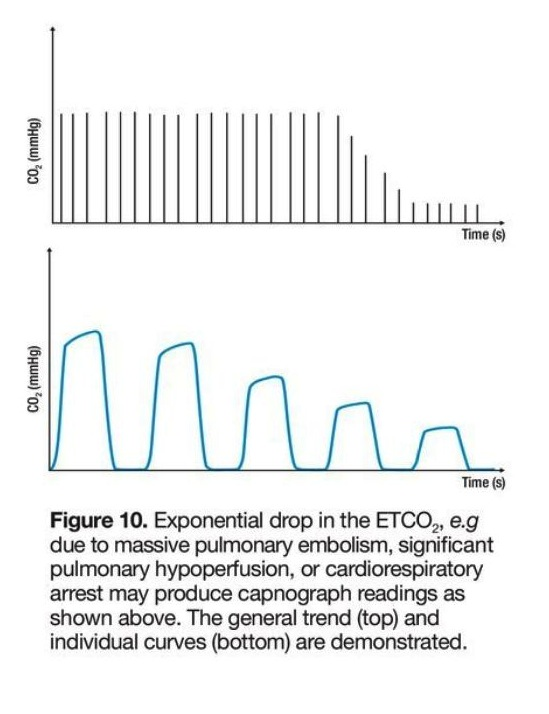 CO₂ (mmHg)
Time (s)
CO₂ (mmHg)
Time (s)
Figure 10. Exponential drop in the ETCO₂, e.g
due to massive pulmonary embolism, significant
pulmonary hypoperfusion, or cardiorespiratory
arrest may produce capnograph readings as
shown above. The general trend (top) and
individual curves (bottom) are demonstrated.